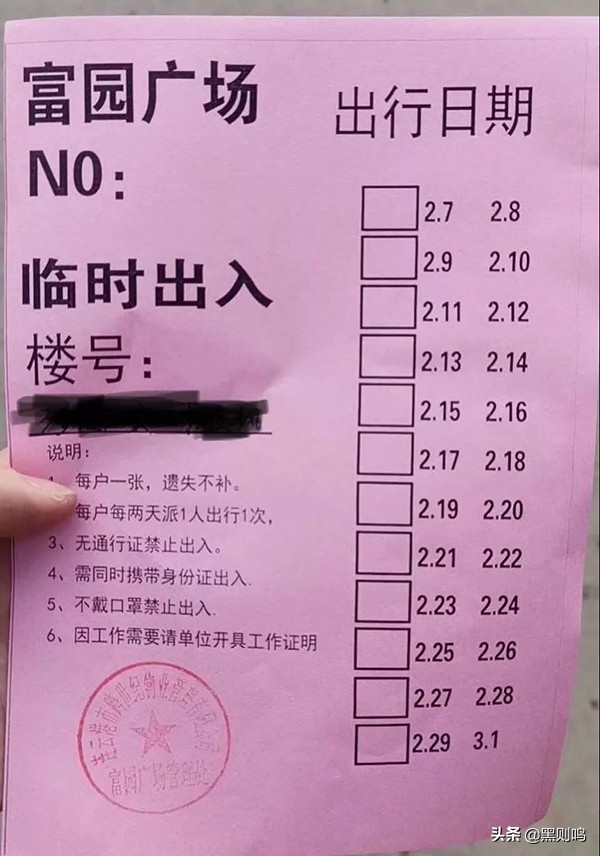 富园广场
NO:
临时出入
楼号:
说明:
1、每户一张，遗失不补。
每户每两天派1人出行1次，
3、无通行证禁止出入。
4、需同时携带身份证出入.
5、不戴口罩禁止出入.
6、因工作需要请单位开具工作证明
富园广场管理处
出行日期
2.7 2.8
2.9 2.10
2.11 2.12
2.13 2.14
2.15 2.16
2.17 2.18
2.19 2.20
2.21 2.22
2.23 2.24
2.25 2.26
2.27 2.28
2.29 3.1
头条 @黑则鸣